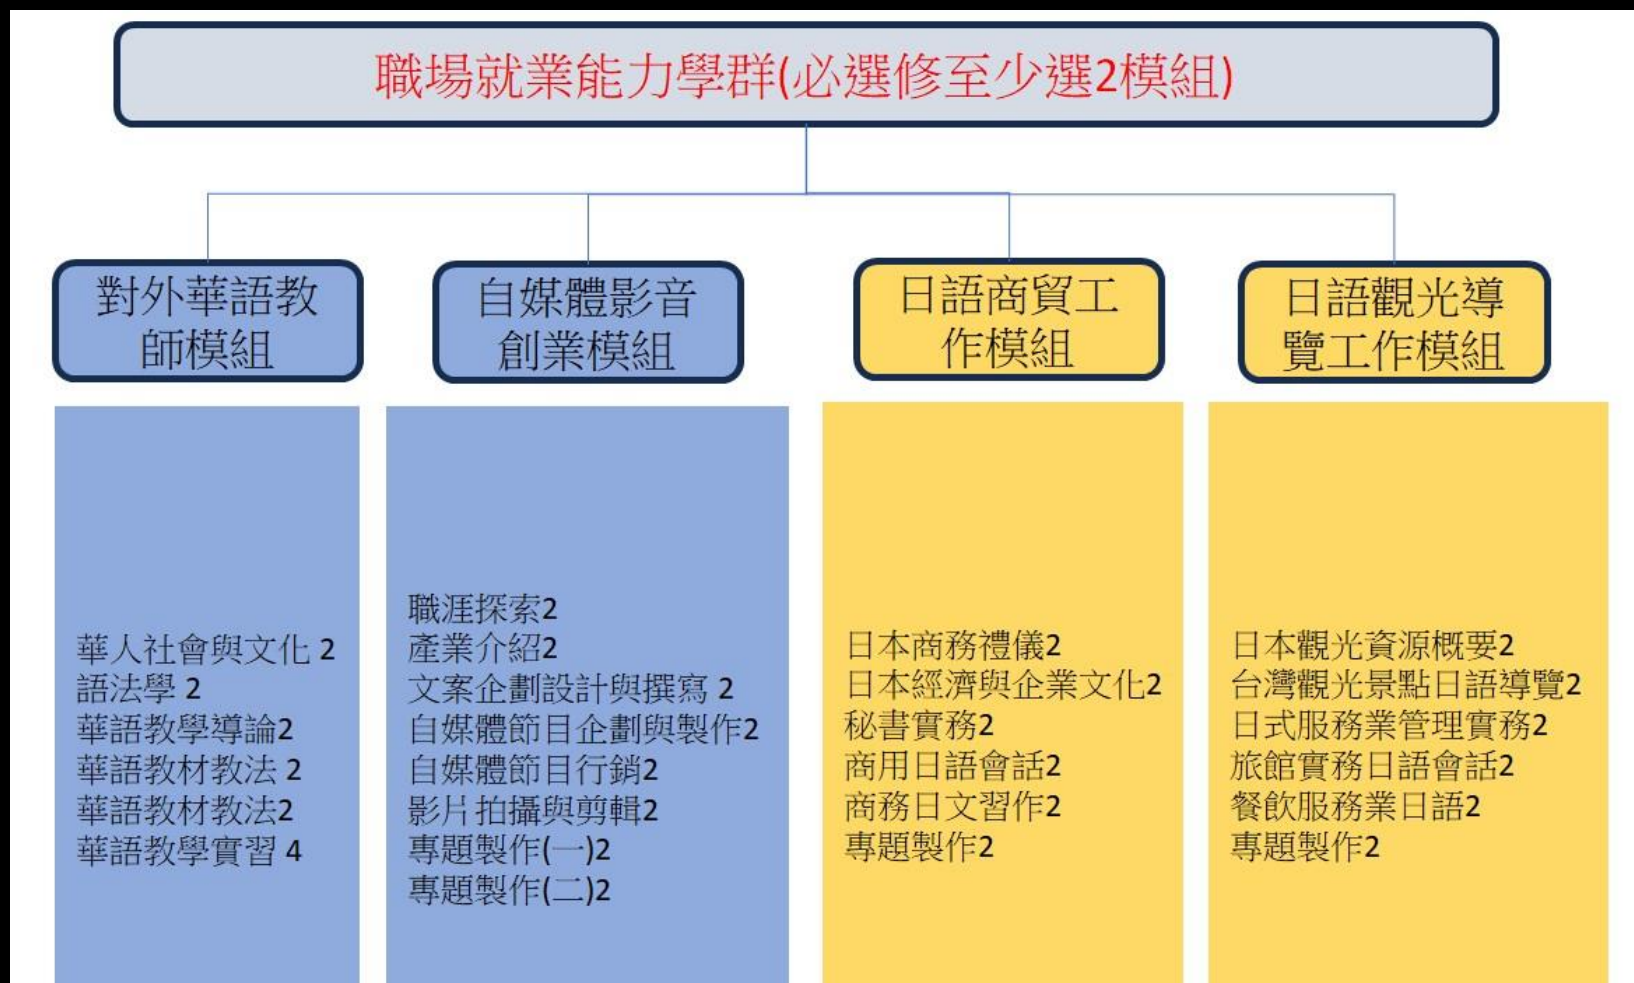 職場就業能力學群(必選修至少選2模組)
對外華語教
師模組
華人社會與文化 2
語法學 2
華語教學導論2
華語教材教法 2
華語教材教法2
華語教學實習 4
自媒體影音
創業模組
職涯探索2
產業介紹2
文案企劃設計與撰寫 2
自媒體節目企劃與製作2
自媒體節目行銷2
影片拍攝與剪輯2
專題製作(一)2
專題製作(二)2
日語商貿工
作模組
日本商務禮儀2
日本經濟與企業文化2
秘書實務2
商用日語會話2
商務日文習作2
專題製作2
日語觀光導
覽工作模組
日本觀光資源概要2
台灣觀光景點日語導覽2
日式服務業管理實務2
旅館實務日語會話2
餐飲服務業日語2
專題製作2